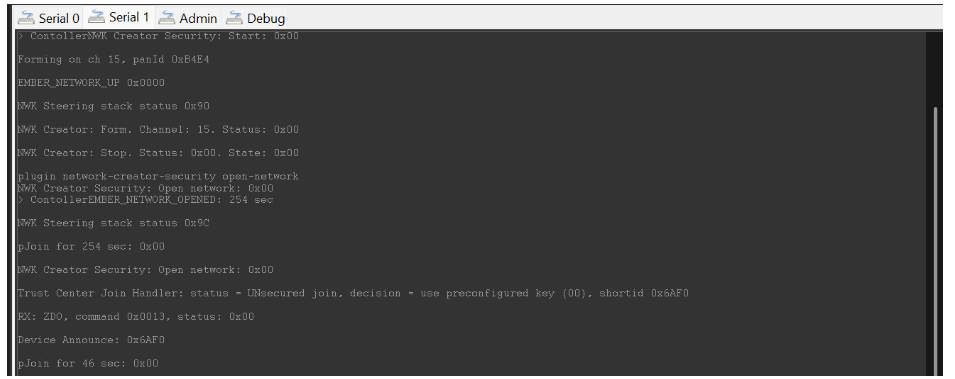 Serial 0 Serial 1 Admin Debug
> ContollerNWK Creator Security: Start: 0x00
Forming on ch 15, panId 0xB4E4
EMBER_NETWORK_UP 0x0000
NWK Steering stack status 0x90
NWK Creator: Form. Channel: 15. Status: 0x00
NWK Creator: Stop. Status: 0x00. State: 0x00
plugin network-creator-security open-network
NWK Creator Security: Open network: 0x00
> ContollerEMBER_NETWORK_OPENED: 254 sec
NWK Steering stack status 0x9C
pJoin for 254 sec: 0x00
NWK Creator Security: Open network: 0x00
Trust Center Join Handler: status = UNsecured join, decision = use preconfigured key (00), shortid 0x6AF0
RX: ZDO, command 0x0013, status: 0x00
Device Announce: 0x6AF0
pJoin for 46 sec: 0x00